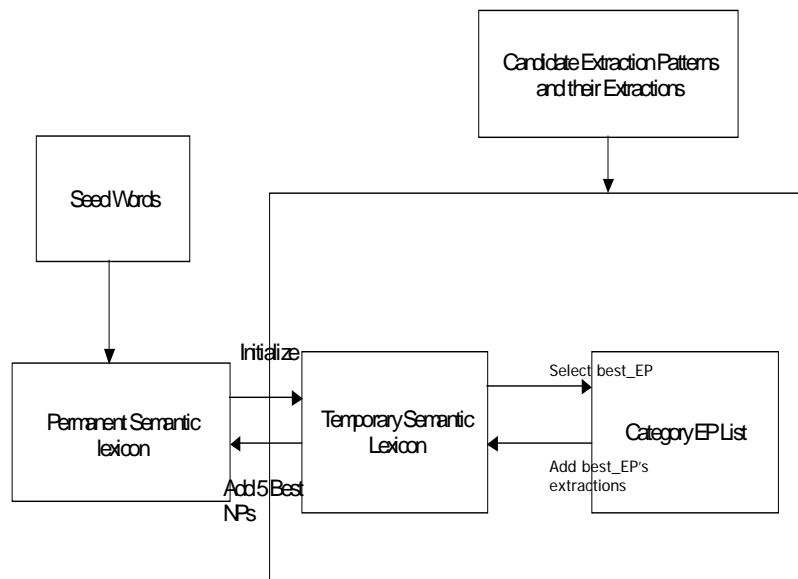 Candidate Extraction Patterns
and their Extractions
Seed Words
Initialize
Select best_EP
Permanent Semantic
lexicon
Temporary Semantic
Lexicon
Category EP List
Add 5 Best
NPs
Add best_EP's
extractions